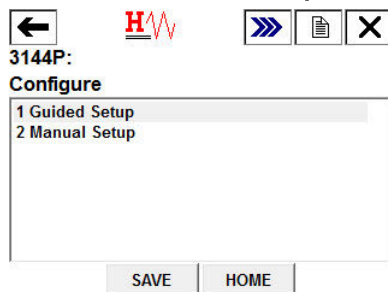 H
3144P:
Configure
1 Guided Setup
2 Manual Setup
SAVE HOME